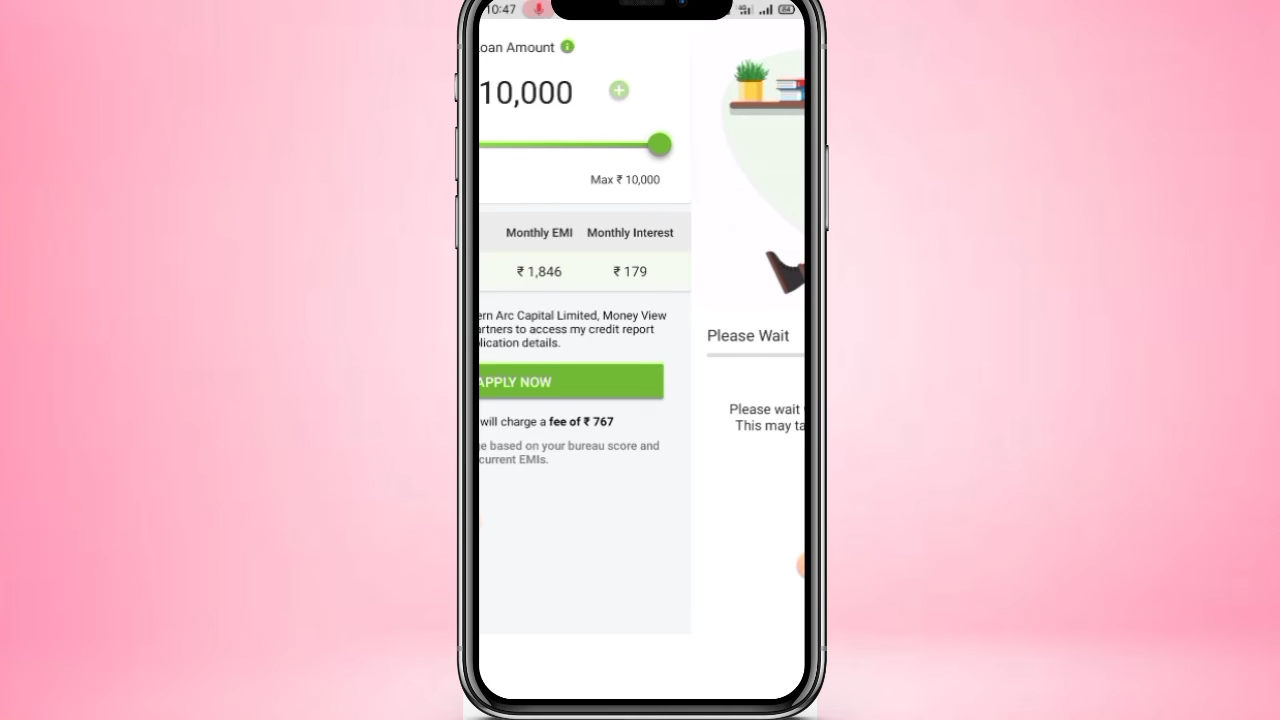 10:47
84
oan Amount
10,000
Max ₹ 10,000
Monthly EMI Monthly Interest
₹ 1,846 ₹ 179
ern Arc Capital Limited, Money View
artners to access my credit report
lication details.
APPLY NOW
will charge a fee of ₹ 767
ge based on your bureau score and
current EMIs.
Please Wait
Please wait
This may ta